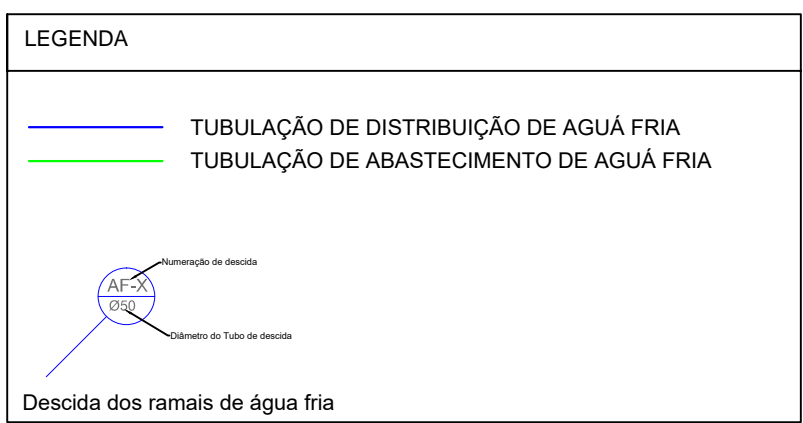 LEGENDA
TUBULAÇÃO DE DISTRIBUIÇÃO DE AGUÁ FRIA
TUBULAÇÃO DE ABASTECIMENTO DE AGUÁ FRIA
Numeração de descida
AF-X
Ø50
Diâmetro do Tubo de descida
Descida dos ramais de água fria